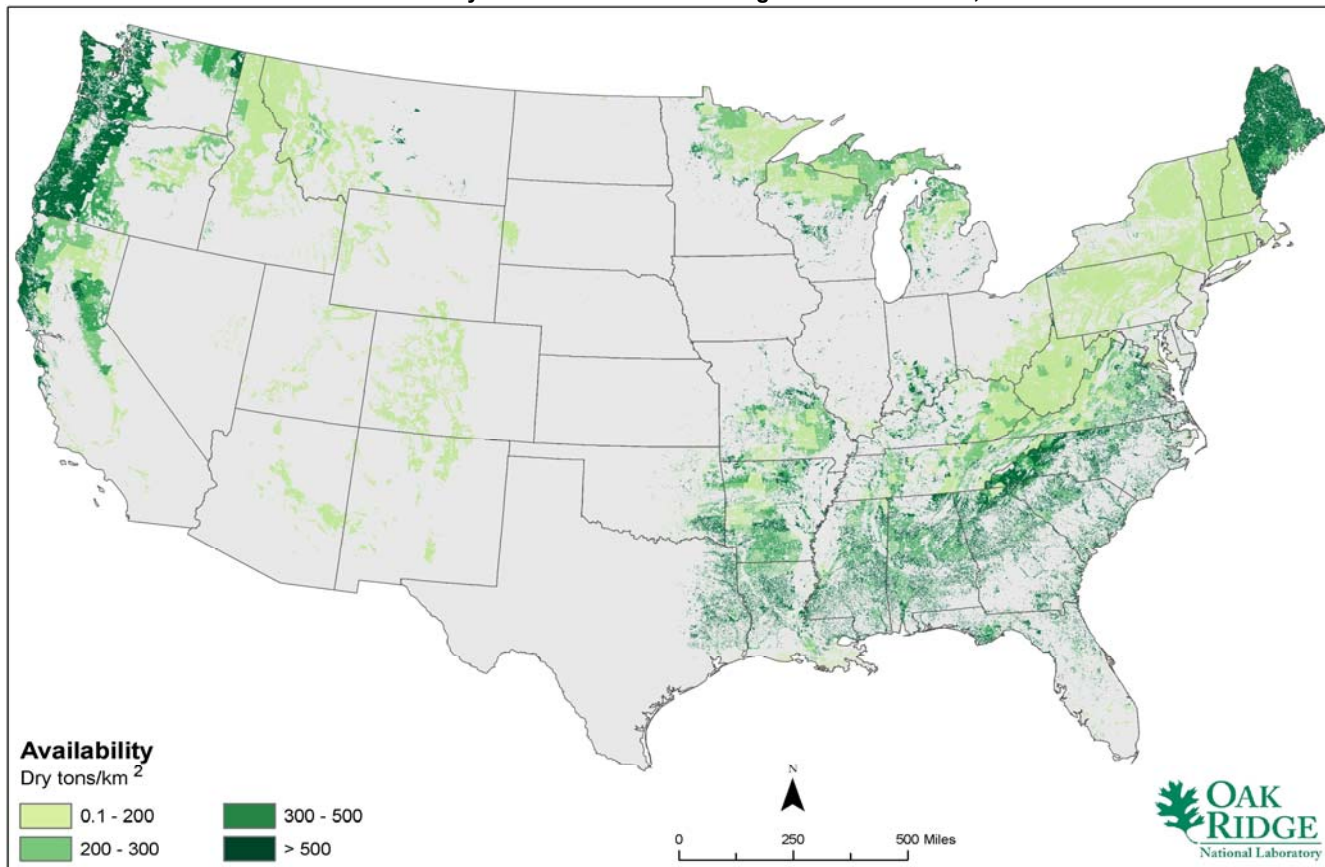 Availability
Dry tons/km 2
0.1 - 200
300 - 500
200 - 300
> 500
N
0 250 500 Miles
OAK
RIDGE
National Laboratory